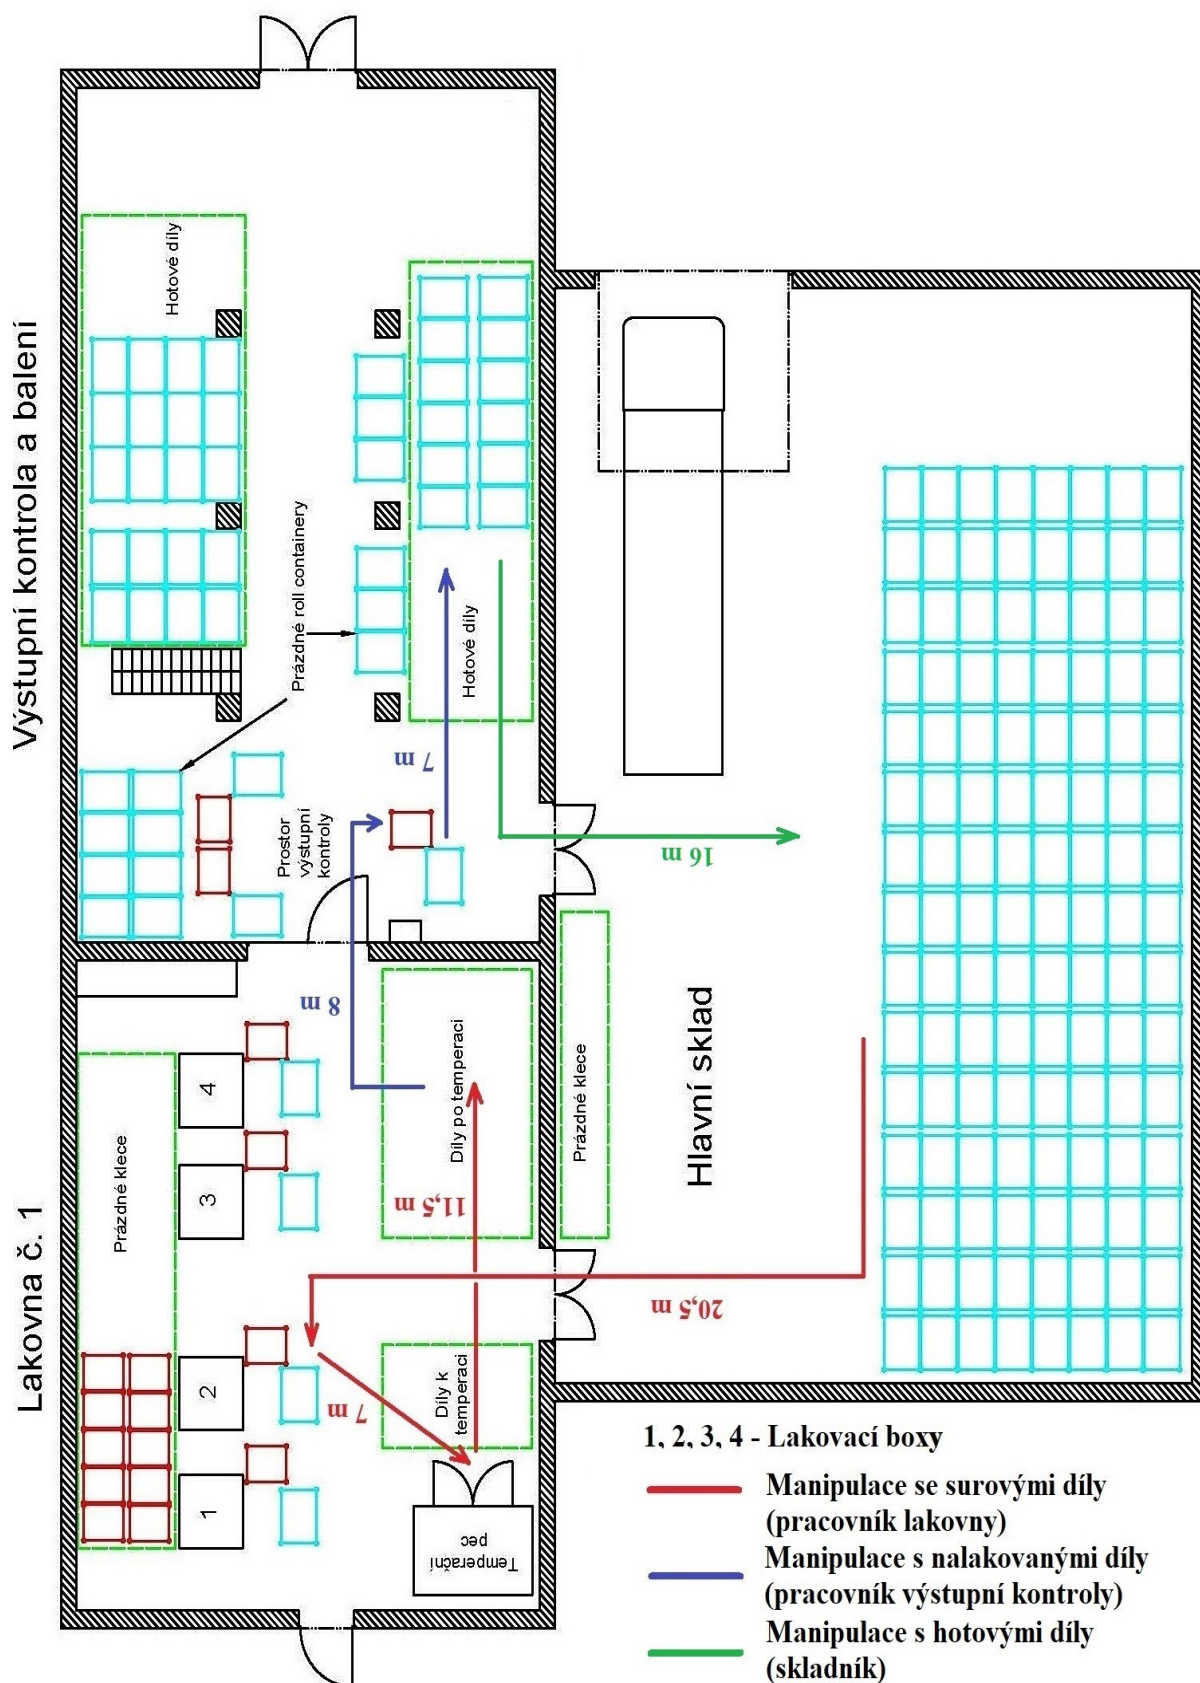 Výstupní kontrola a balení
Hotové díly
Prázdné roll containery
Hotové díly
7 m
Prostor
výstupní
kontroly
16 m
8 m
Lakovna č. 1
Prázdné klece
4
3
2
1
Díly po temperaci
11,5 m
Prázdné klece
Hlavní sklad
20,5 m
7 m
Díly k
temperaci
Temperační
pec
1, 2, 3, 4 - Lakovací boxy
Manipulace se surovými díly
(pracovník lakovny)
Manipulace s nalakovanými díly
(pracovník výstupní kontroly)
Manipulace s hotovými díly
(skladník)